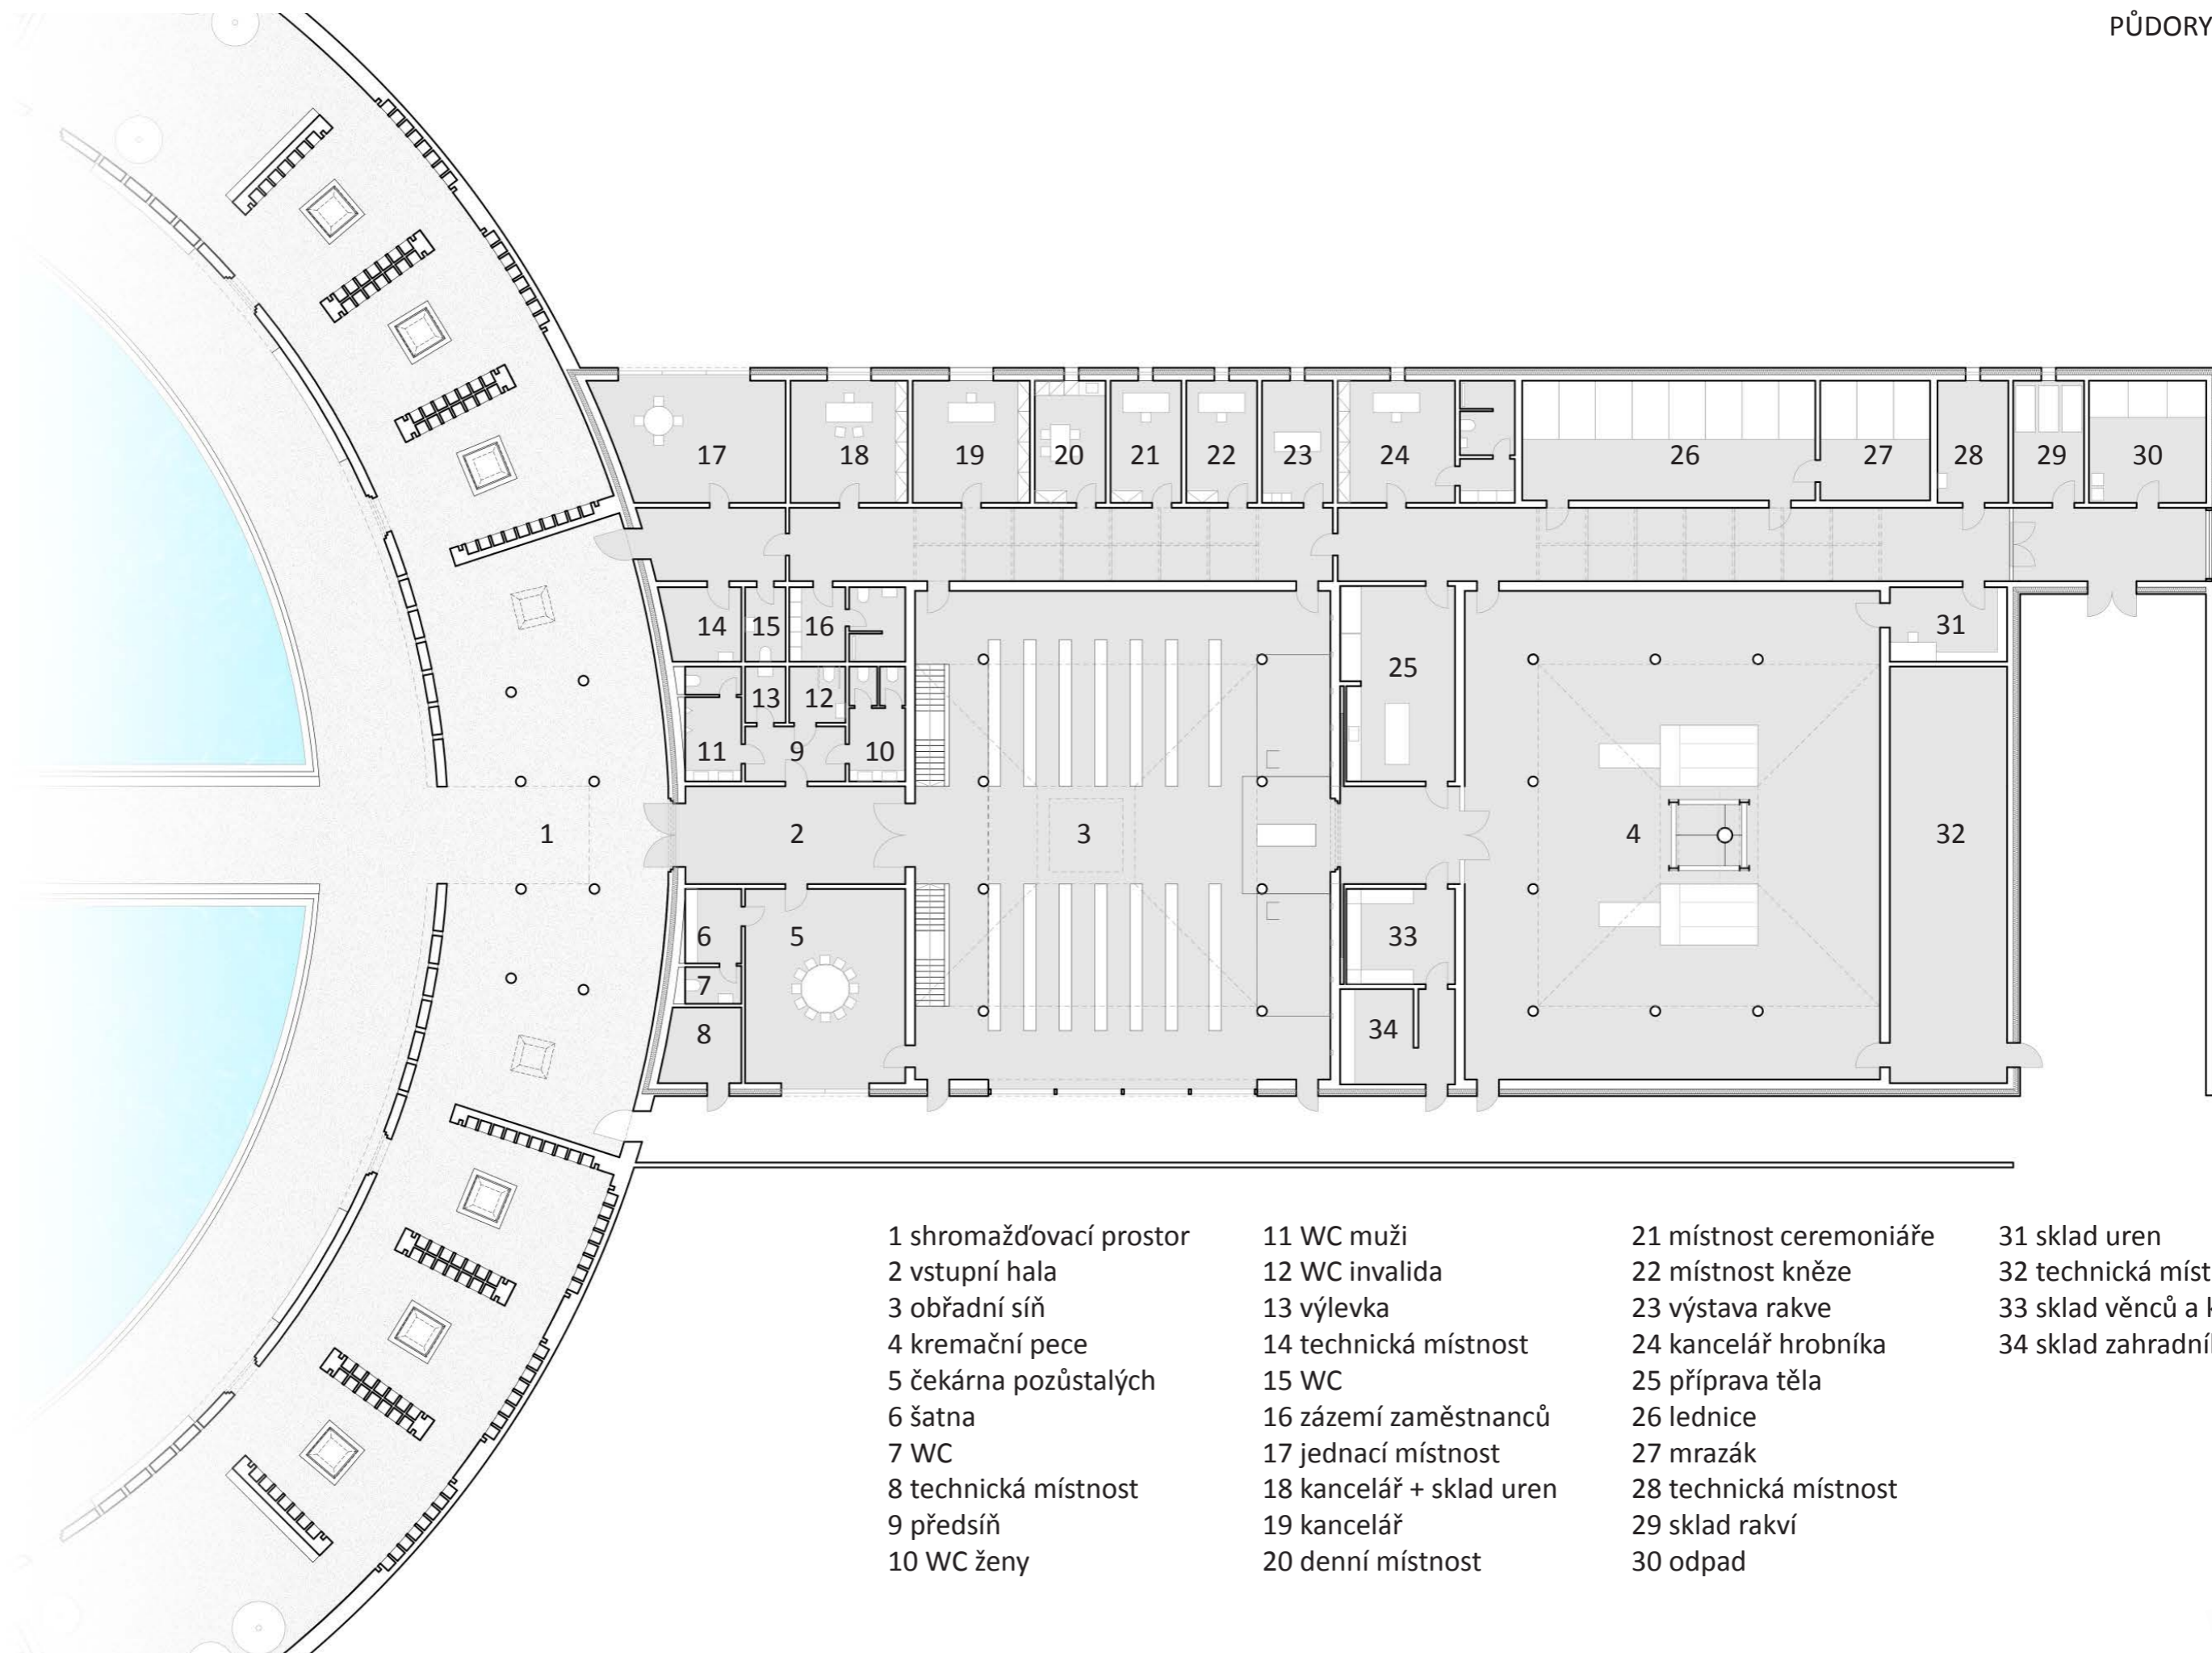 PŮDORY
17
18
19
20
21
22
23
24
26
27
28
29
30
14
15
16
31
25
13
12
11
9
10
1
2
3
4
32
6
5
33
7
8
34
1 shromažďovací prostor
2 vstupní hala
3 obřadní síň
4 kremační pece
5 čekárna pozůstalých
6 šatna
7 WC
8 technická místnost
9 předsíň
10 WC ženy
11 WC muži
12 WC invalida
13 výlevka
14 technická místnost
15 WC
16 zázemí zaměstnanců
17 jednací místnost
18 kancelář + sklad uren
19 kancelář
20 denní místnost
21 místnost ceremoniáře
22 místnost kněze
23 výstava rakve
24 kancelář hrobníka
25 příprava těla
26 lednice
27 mrazák
28 technická místnost
29 sklad rakví
30 odpad
31 sklad uren
32 technická míst
33 sklad věnců a k
34 sklad zahradní